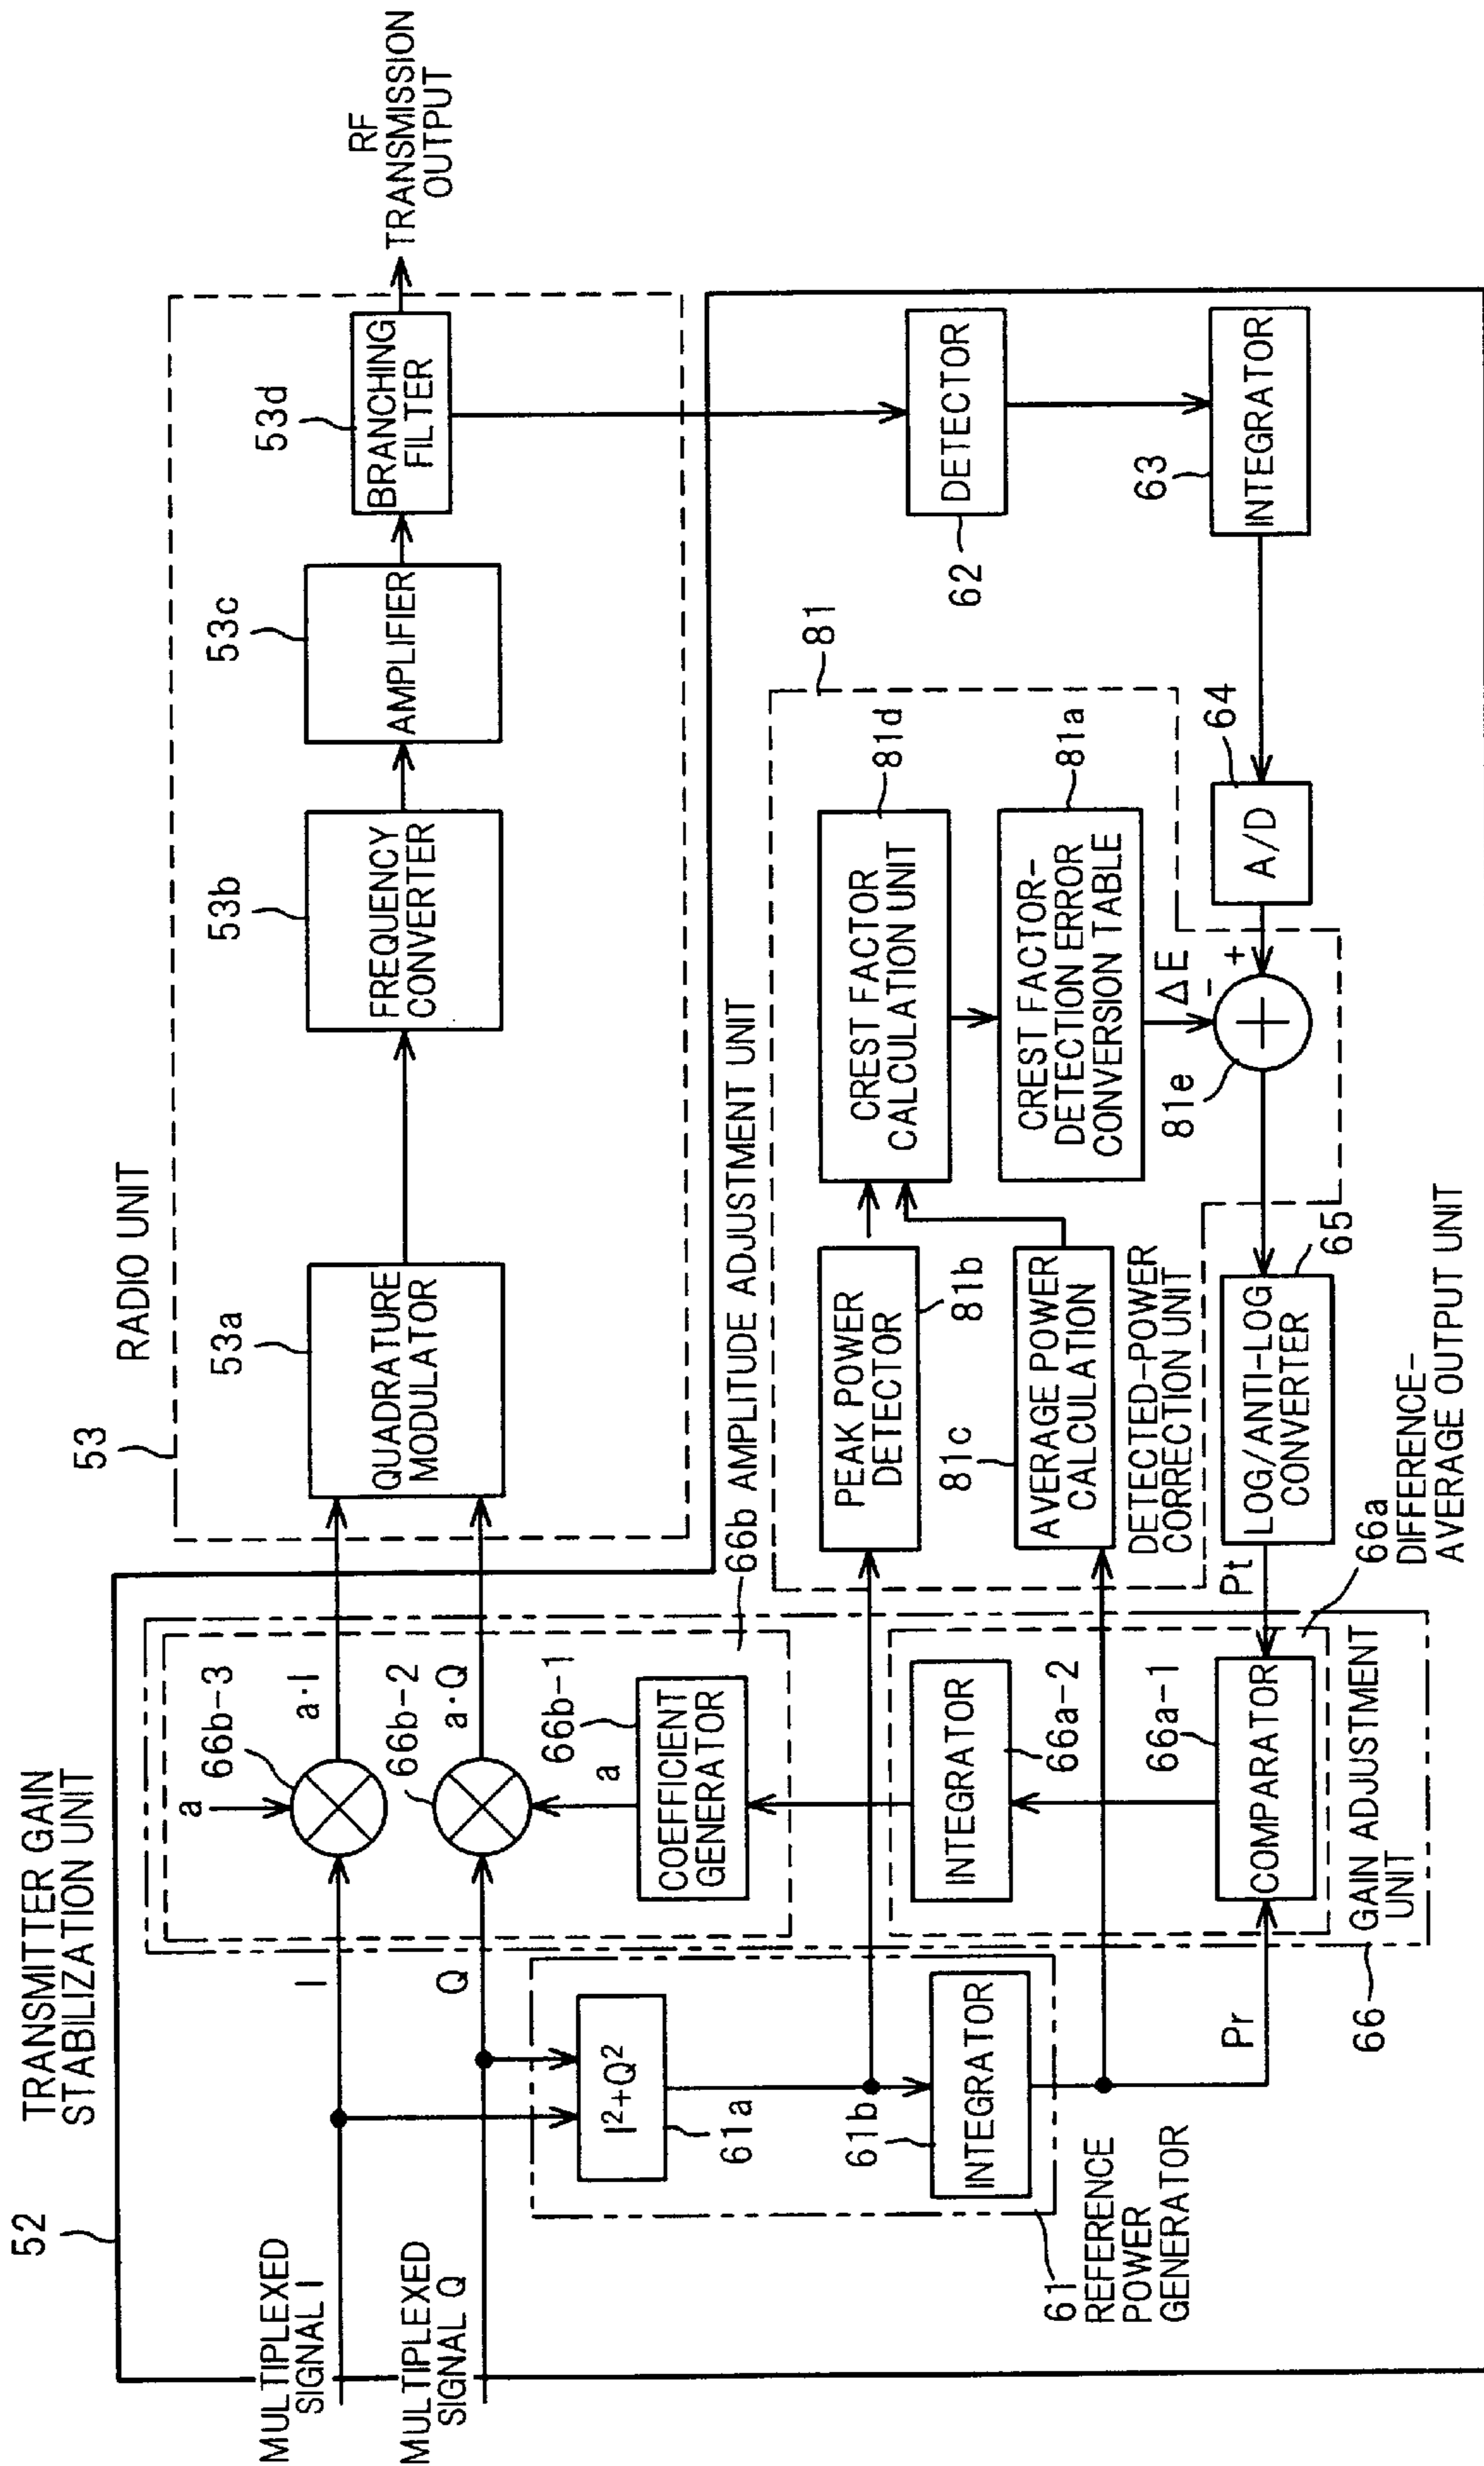 52
TRANSMITTER GAIN
STABILIZATION UNIT
MULTIPLEXED
SIGNAL I
MULTIPLEXED
SIGNAL Q
I
Q
a
66b-3
a·I
66b-2
a·Q
66b-1
a
COEFFICIENT
GENERATOR
66b AMPLITUDE ADJUSTMENT UNIT
53
RADIO UNIT
53a
QUADRATURE
MODULATOR
53b
FREQUENCY
CONVERTER
53c
AMPLIFIER
53d
BRANCHING
FILTER
RF
TRANSMISSION
OUTPUT
I²+Q²
61a
61b
INTEGRATOR
61
REFERENCE
POWER
GENERATOR
Pr
66
INTEGRATOR
66a-2
66a-1
COMPARATOR
GAIN ADJUSTMENT
UNIT
66a
DIFFERENCE-
AVERAGE OUTPUT UNIT
Pt
PEAK POWER
DETECTOR
81b
81c
AVERAGE POWER
CALCULATION
DETECTED-POWER
CORRECTION UNIT
LOG/ANTI-LOG
CONVERTER
65
81
CREST FACTOR
CALCULATION UNIT
81d
CREST FACTOR-
DETECTION ERROR
CONVERSION TABLE
81a
ΔE
-
+
81e
A/D
64
DETECTOR
62
63
INTEGRATOR